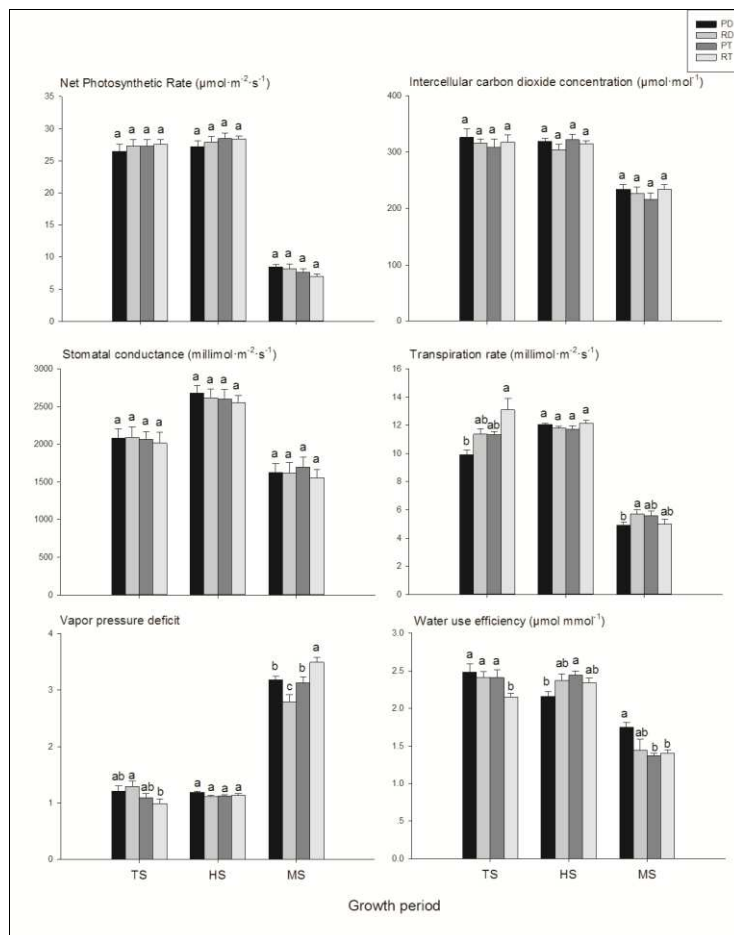 PD
RD
PT
RT
Net Photosynthetic Rate (μmol·m⁻²·s⁻¹)
35
30
25
20
15
10
5
0
a a a a
a a a a
a a a a
Intercellular carbon dioxide concentration (μmol·mol⁻¹)
400
300
200
100
0
a a a a
a a a a
a a a a
Stomatal conductance (millimol·m⁻²·s⁻¹)
3000
2500
2000
1500
1000
500
0
a a a a
a a a a
a a a a
Transpiration rate (millimol·m⁻²·s⁻¹)
16
14
12
10
8
6
4
2
0
b ab ab a
a a a a
b a ab ab
Vapor pressure deficit
4
3
2
1
0
ab a ab b
a a a a
b c b a
TS HS MS
Water use efficiency (μmol mmol⁻¹)
3.0
2.5
2.0
1.5
1.0
.5
0.0
a a a b
b ab a ab
a ab b b
TS HS MS
Growth period